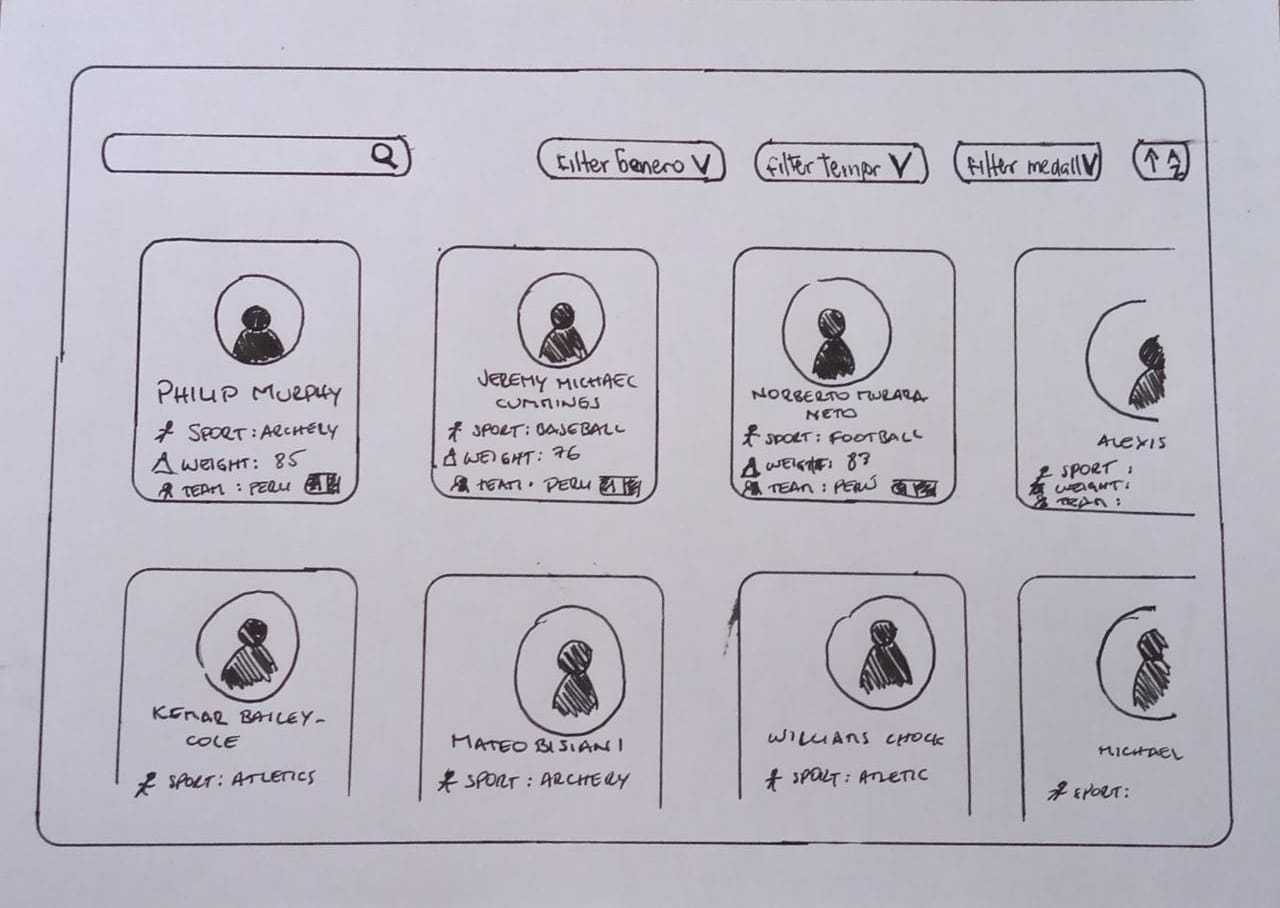 Filter Genero V
filter tempr V
filter medall V
↑ A
Z
PHILIP MURPHY
SPORT: ARCHERY
WEIGHT: 85
TEAM: PERU
JEREMY MICHAEL
CUMMINGS
SPORT: BASEBALL
WEIGHT: 76
TEAM: PERU
NORBERTO MURARA
NETO
SPORT: FOOTBALL
WEIGHT: 83
TEAM: PERÚ
ALEXIS
SPORT:
WEIGHT:
TEAM:
KEMAR BAILEY-
COLE
SPORT: ATLETICS
MATEO BISIANI
SPORT: ARCHERY
WILLIAMS CHOCK
SPORT: ATLETIC
MICHAEL
SPORT: